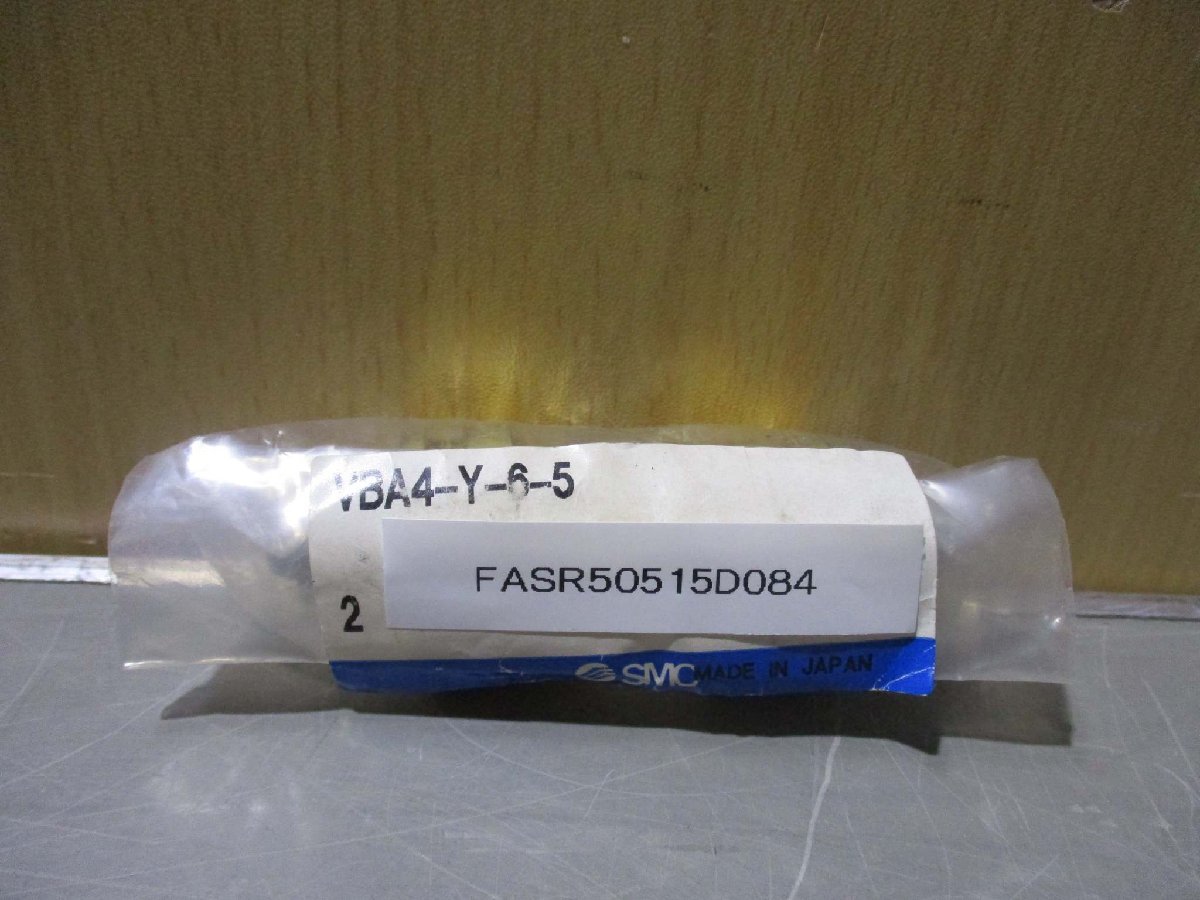 VBA4-Y-6-5
FASR50515D084
2
SMC MADE IN JAPAN